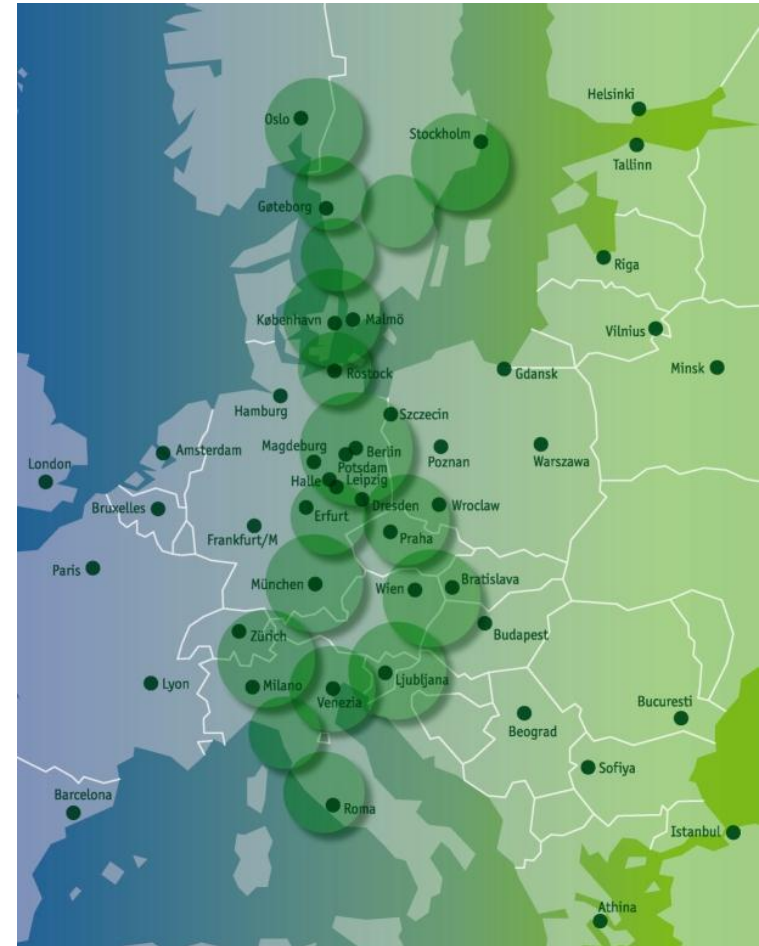 Helsinki
Oslo
Stockholm
Tallinn
Gøteborg
Riga
København
Malmö
Vilnius
Minsk
Rostock
Gdansk
Hamburg
Szczecin
Magdeburg
Berlin
Amsterdam
Potsdam
Poznan
Warszawa
London
Halle
Leipzig
Dresden
Wroclaw
Bruxelles
Erfurt
Frankfurt/M
Praha
Paris
München
Wien
Bratislava
Zürich
Budapest
Lyon
Milano
Venezia
Ljubljana
Bucuresti
Beograd
Sofiya
Barcelona
Roma
Istanbul
Athina